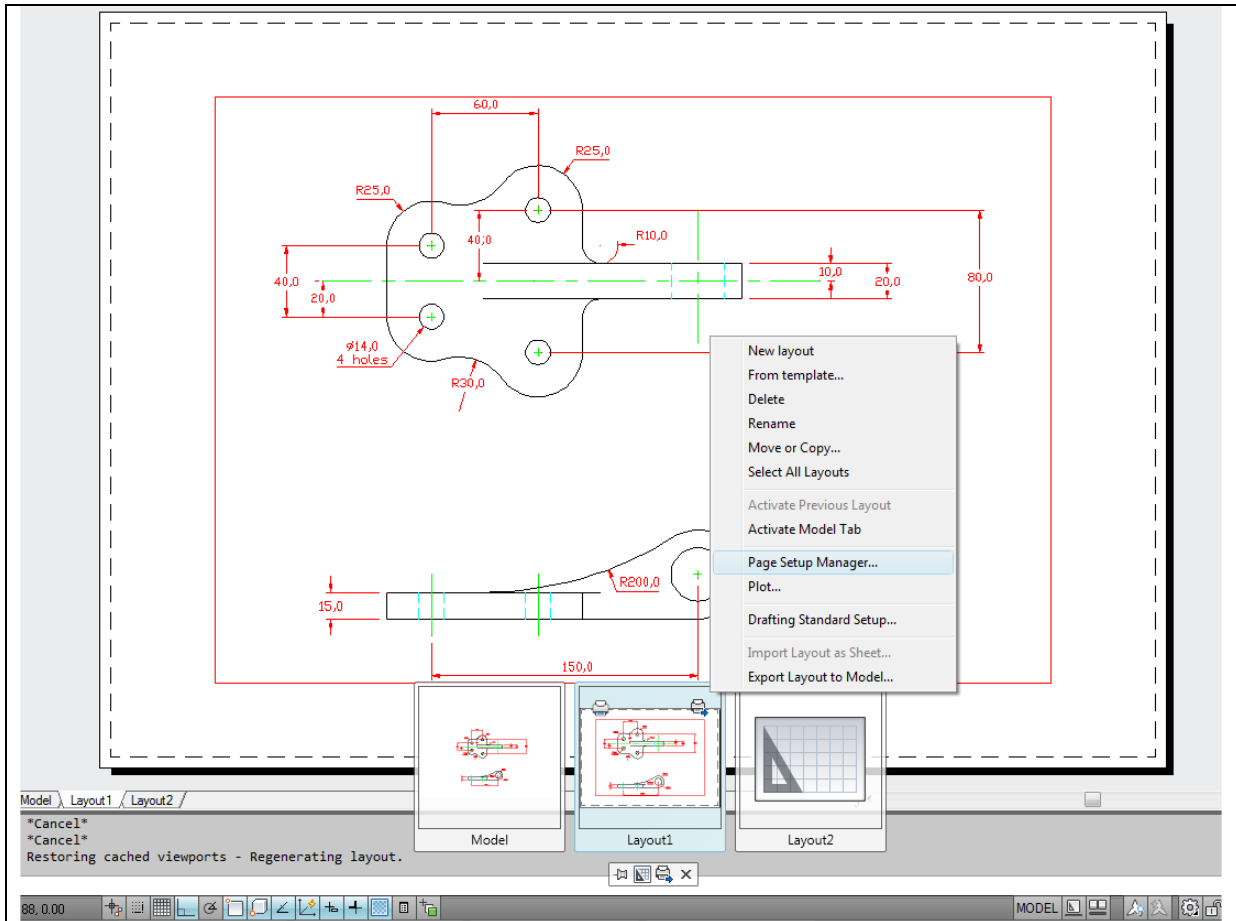 60,0
R25,0
R25,0
40,0
R10,0
10,0
20,0
80,0
40,0
20,0
ø14,0
4 holes
R30,0
New layout
From template...
Delete
Rename
Move or Copy...
Select All Layouts
Activate Previous Layout
Activate Model Tab
Page Setup Manager...
Plot...
Drafting Standard Setup...
Import Layout as Sheet...
Export Layout to Model...
R200,0
15,0
150,0
Model
Layout1
Layout2
Model Layout1 Layout2
*Cancel*
*Cancel*
Restoring cached viewports - Regenerating layout.
88, 0.00
MODEL